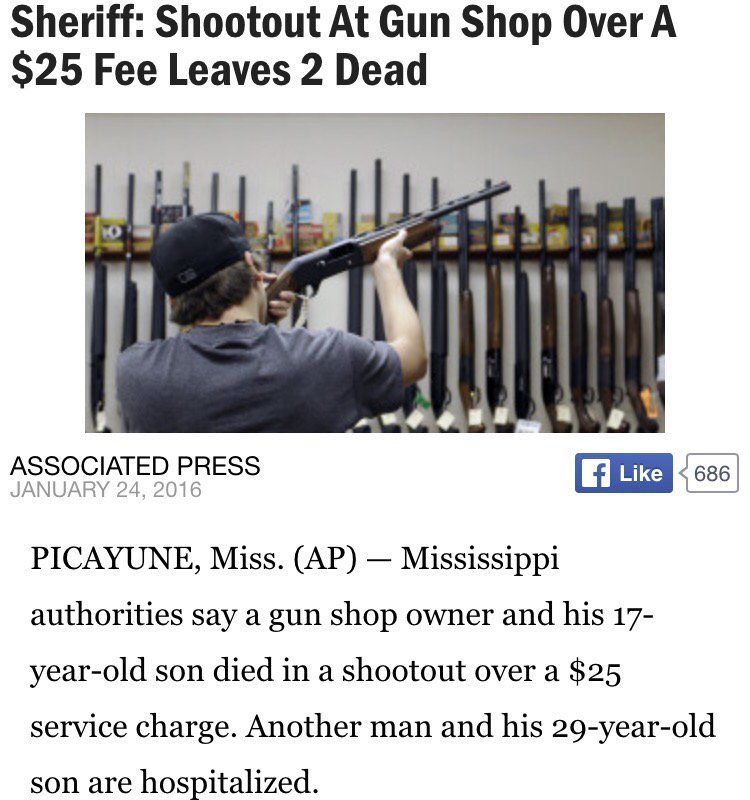 Sheriff: Shootout At Gun Shop Over A
$25 Fee Leaves 2 Dead
ASSOCIATED PRESS
JANUARY 24, 2016
f Like 686
PICAYUNE, Miss. (AP) — Mississippi
authorities say a gun shop owner and his 17-
year-old son died in a shootout over a $25
service charge. Another man and his 29-year-old
son are hospitalized.